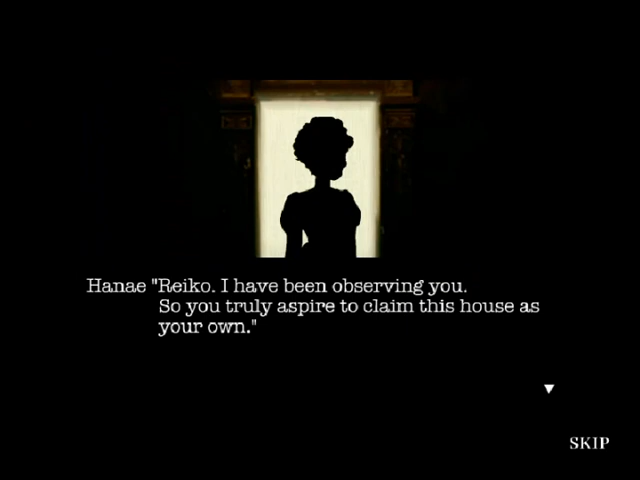 Hanae "Reiko. I have been observing you.
So you truly aspire to claim this house as
your own."
SKIP